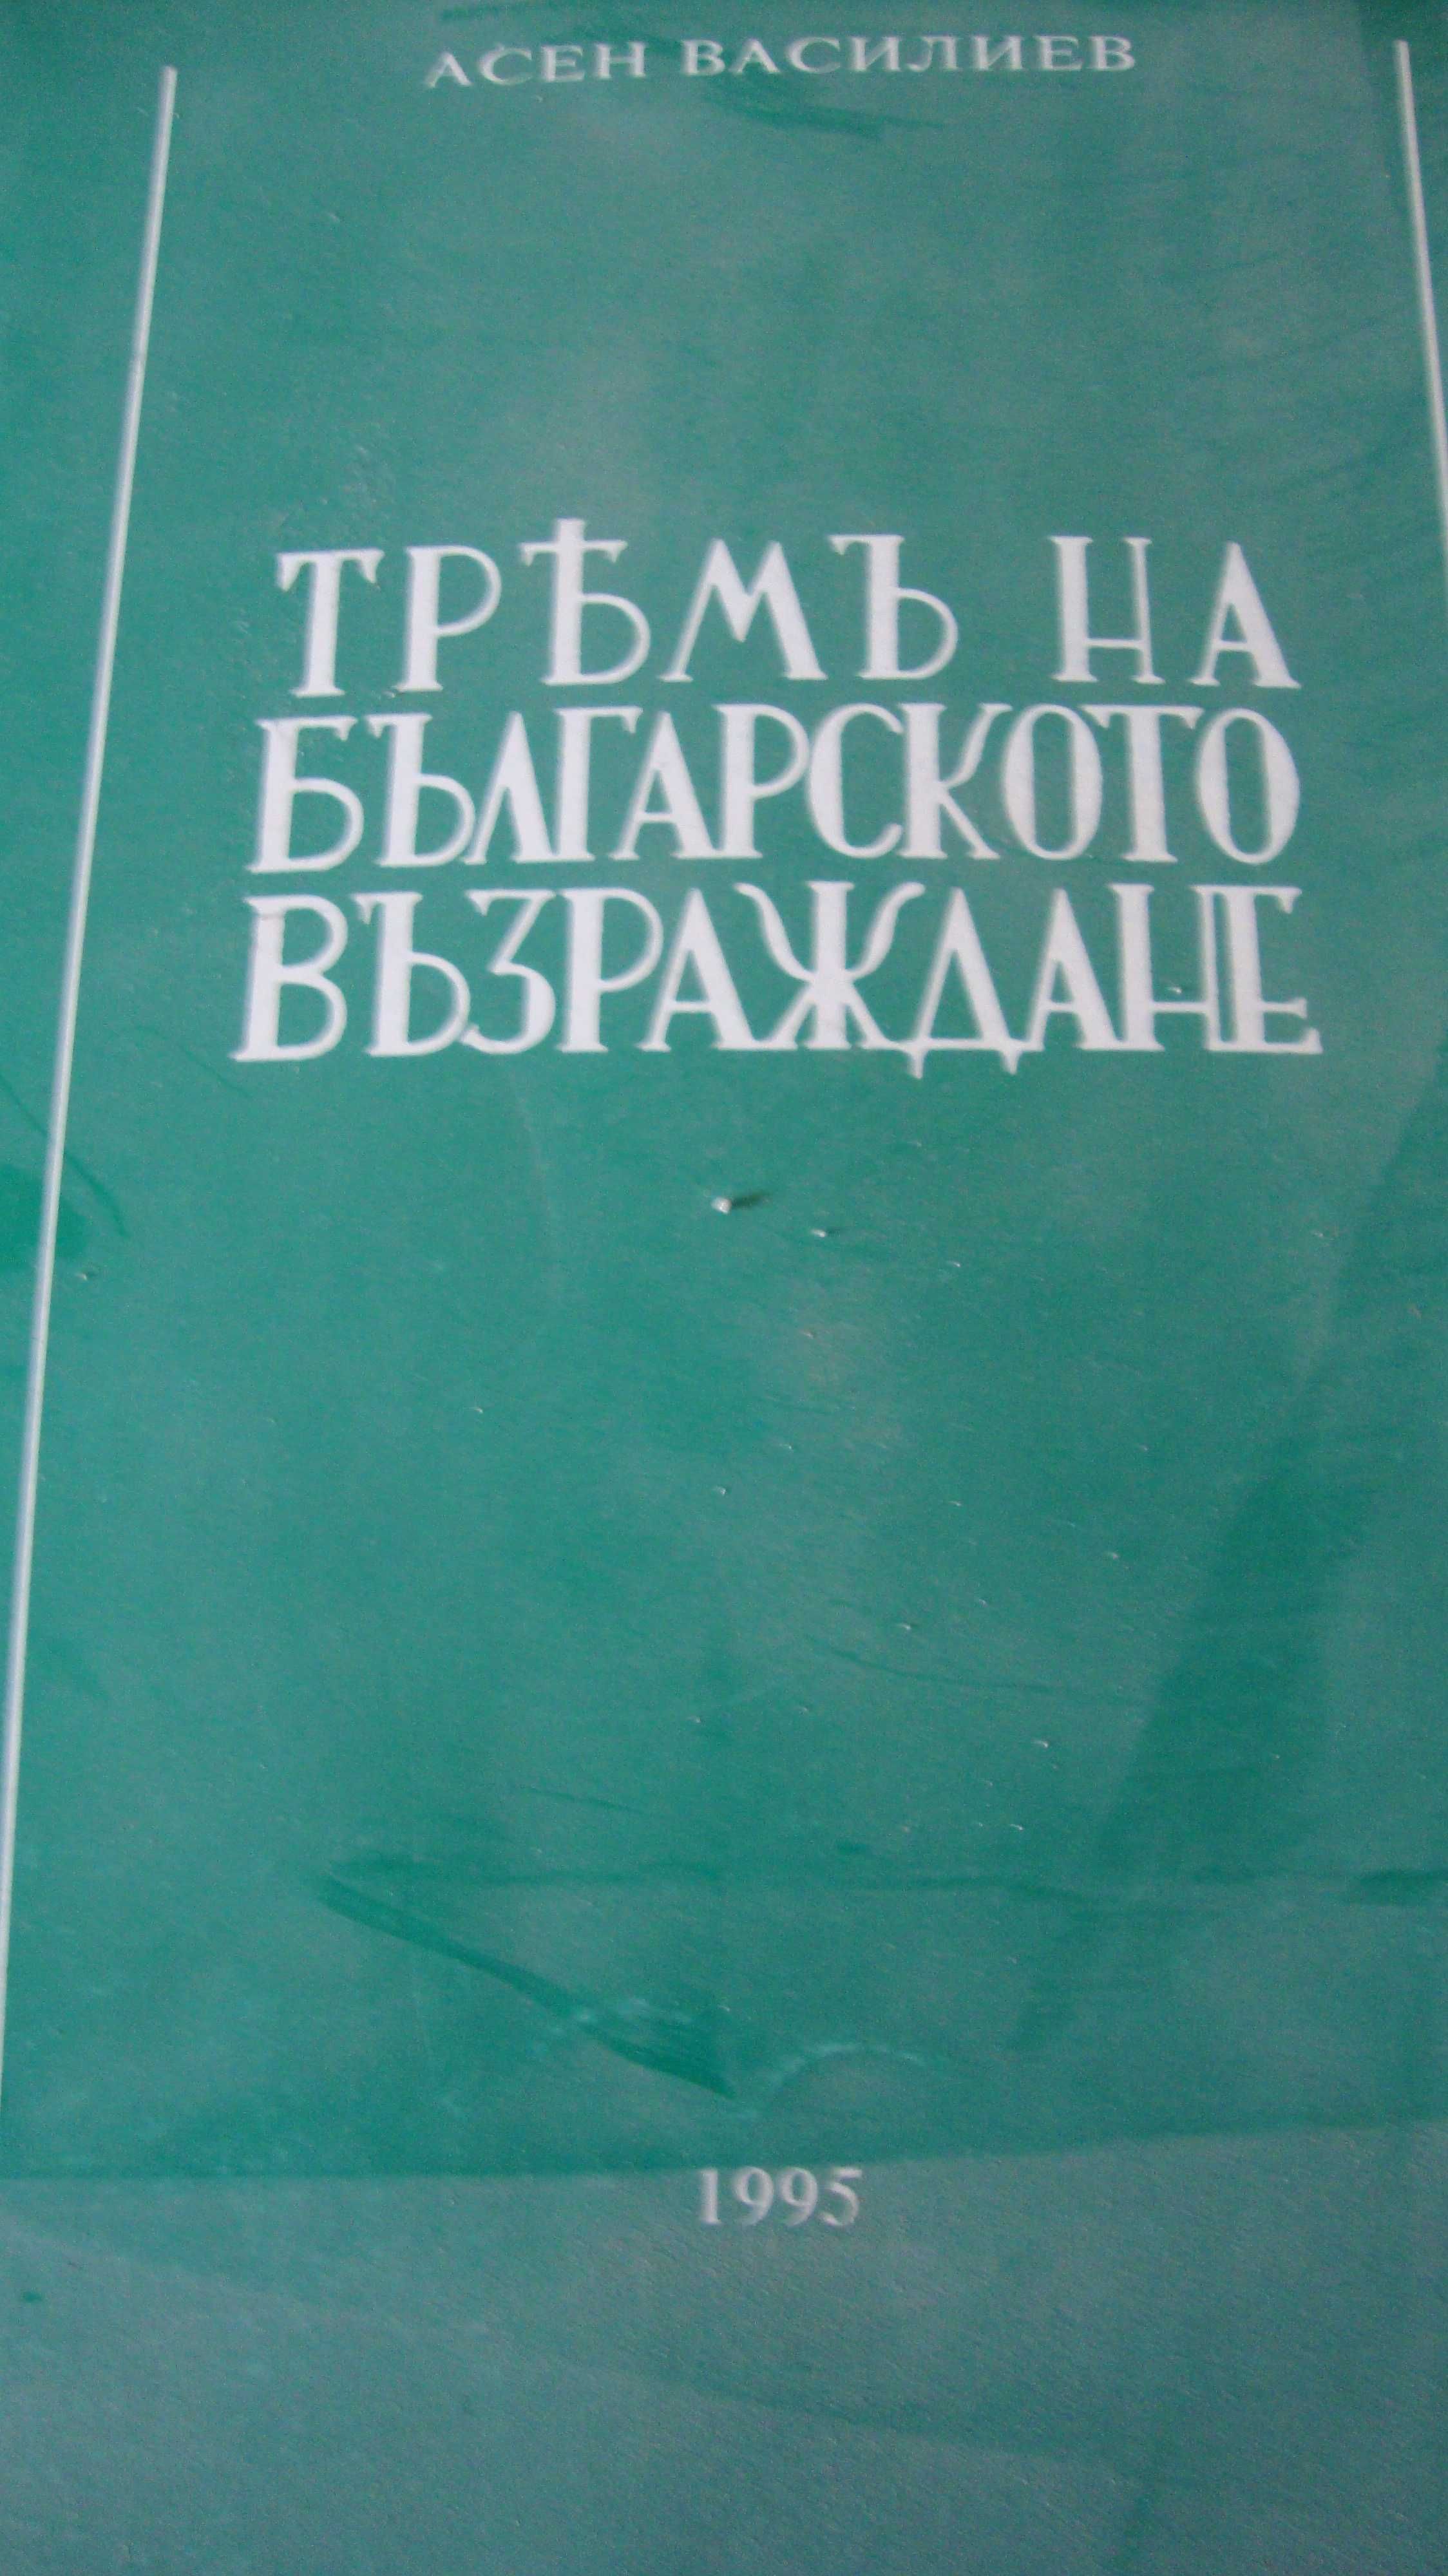 АСЕН ВАСИЛИЕВ
ТРѢМЪ НА
БЪЛГАРСКОТО
ВЪЗРАЖДАНЕ
1995